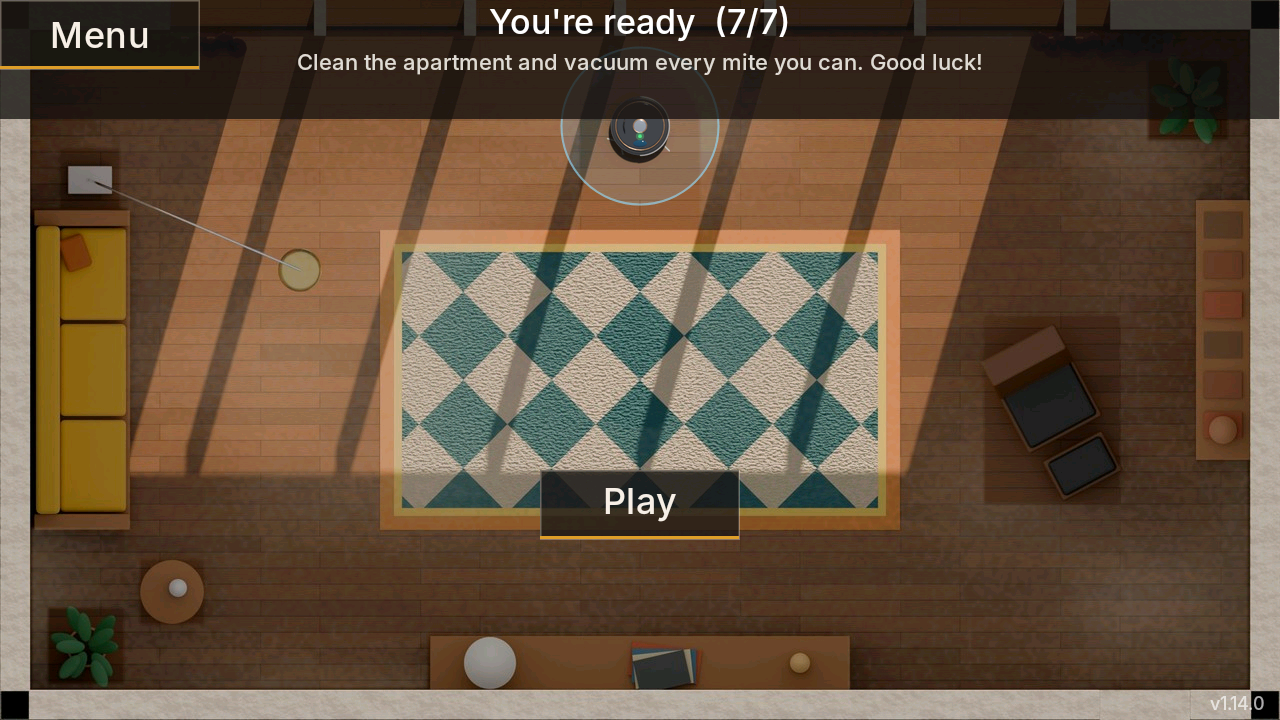 Menu
You're ready (7/7)
Clean the apartment and vacuum every mite you can. Good luck!
Play
v1.14.0